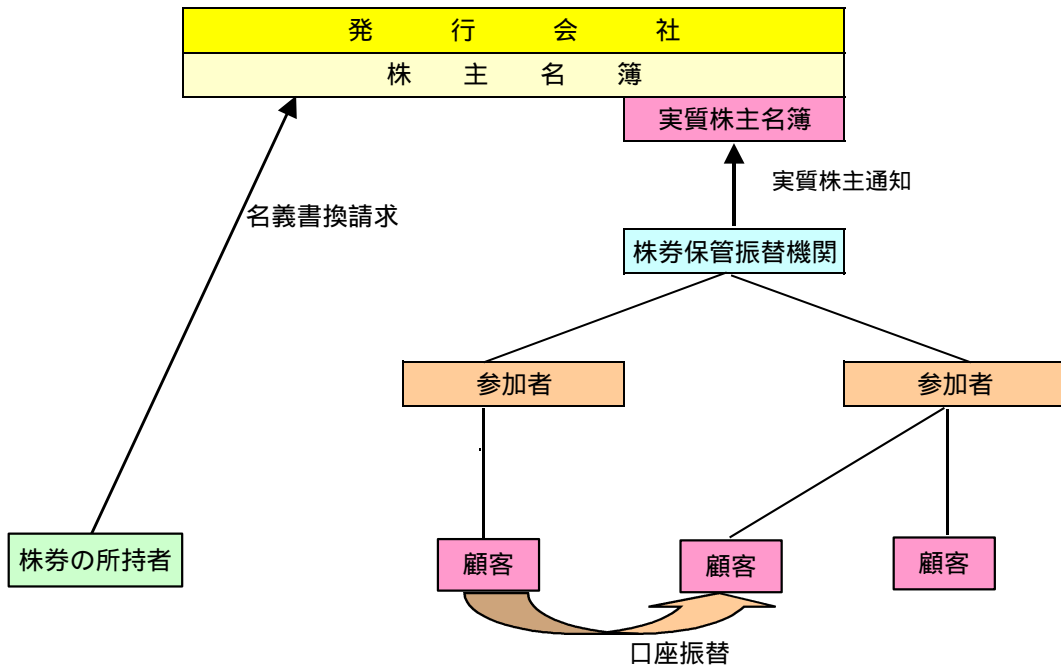 発行会社
株主名簿
実質株主名簿
実質株主通知
名義書換請求
株券保管振替機関
参加者
参加者
株券の所持者
顧客
顧客
顧客
口座振替